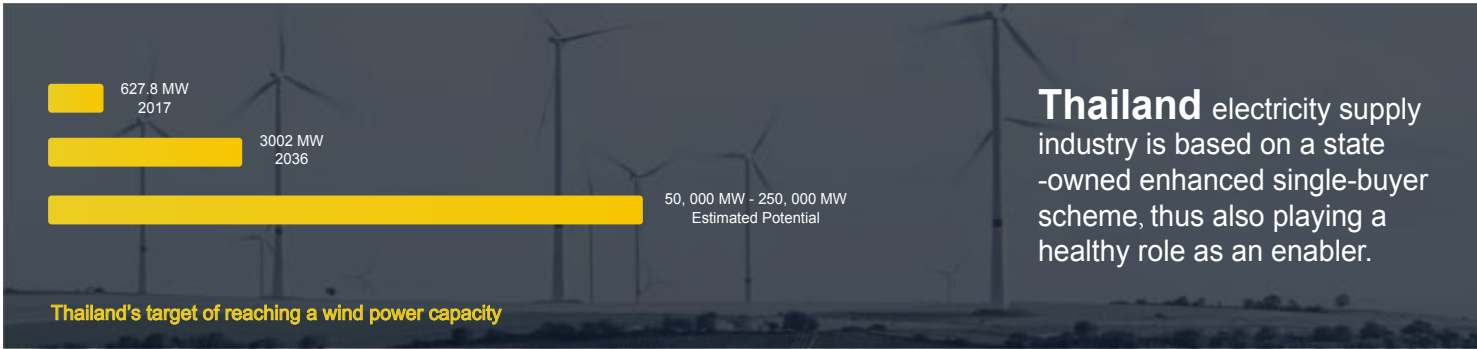 627.8 MW
2017
3002 MW
2036
50, 000 MW - 250, 000 MW
Estimated Potential
Thailand's target of reaching a wind power capacity
Thailand electricity supply
industry is based on a state
-owned enhanced single-buyer
scheme, thus also playing a
healthy role as an enabler.